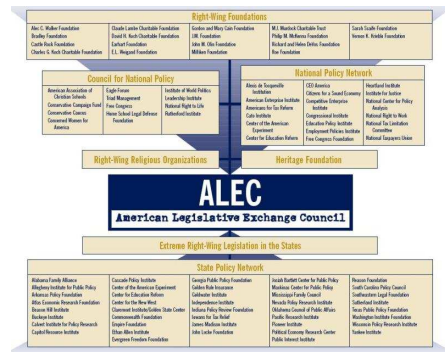 Right-Wing Foundations
Alec C. Walker Foundation
Bradley Foundation
Castle Rock Foundation
Charles G. Koch Charitable Foundation
Claude Lambe Charitable Foundation
David H. Koch Charitable Foundation
Earhart Foundation
E.L. Wiegand Foundation
Gordon and Mary Cain Foundation
JM Foundation
John M. Olin Foundation
Milliken Foundation
M.J. Murdock Charitable Trust
Philip M. McKenna Foundation
Richard and Helen DeVos Foundation
Roe Foundation
Sarah Scaife Foundation
Vernon K. Krieble Foundation
Council for National Policy
American Association of
Christian Schools
Conservative Campaign Fund
Conservative Caucus
Concerned Women for
America
Eagle Forum
Triad Management
Free Congress
Home School Legal Defense
Foundation
Institute of World Politics
Leadership Institute
National Right to Life
Rutherford Institute
National Policy Network
Alexis de Tocqueville
Institution
American Enterprise Institute
Americans for Tax Reform
Cato Institute
Center of the American
Experiment
Center for Education Reform
CEO America
Citizens for a Sound Economy
Competitive Enterprise
Institute
Congressional Institute
Education Policy Institute
Employment Policies Institute
Free Congress Foundation
Heartland Institute
Institute for Justice
National Center for Policy
Analysis
National Right to Work
National Tax Limitation
Committee
National Taxpayers Union
Right-Wing Religious Organizations
Heritage Foundation
ALEC
American Legislative Exchange Council
Extreme Right-Wing Legislation in the States
State Policy Network
Alabama Family Alliance
Allegheny Institute for Public Policy
Arkansas Policy Foundation
Atlas Economic Research Foundation
Beacon Hill Institute
Buckeye Institute
Calvert Institute for Policy Research
Capitol Resource Institute
Cascade Policy Institute
Center of the American Experiment
Center for Education Reform
Center for the New West
Claremont Institute/Golden State Center
Commonwealth Foundation
Empire Foundation
Ethan Allen Institute
Evergreen Freedom Foundation
Georgia Public Policy Foundation
Golden Rule Insurance
Goldwater Institute
Independence Institute
Indiana Policy Review Foundation
Iowans for Tax Relief
James Madison Institute
John Locke Foundation
Josiah Bartlett Center for Public Policy
Mackinac Center for Public Policy
Mississippi Family Council
Nevada Policy Research Institute
Oklahoma Council of Public Affairs
Pacific Research Institute
Pioneer Institute
Political Economy Research Center
Public Interest Institute
Reason Foundation
South Carolina Policy Council
Southeastern Legal Foundation
Sutherland Institute
Texas Public Policy Foundation
Washington Institute Foundation
Wisconsin Policy Research Institute
Yankee Institute